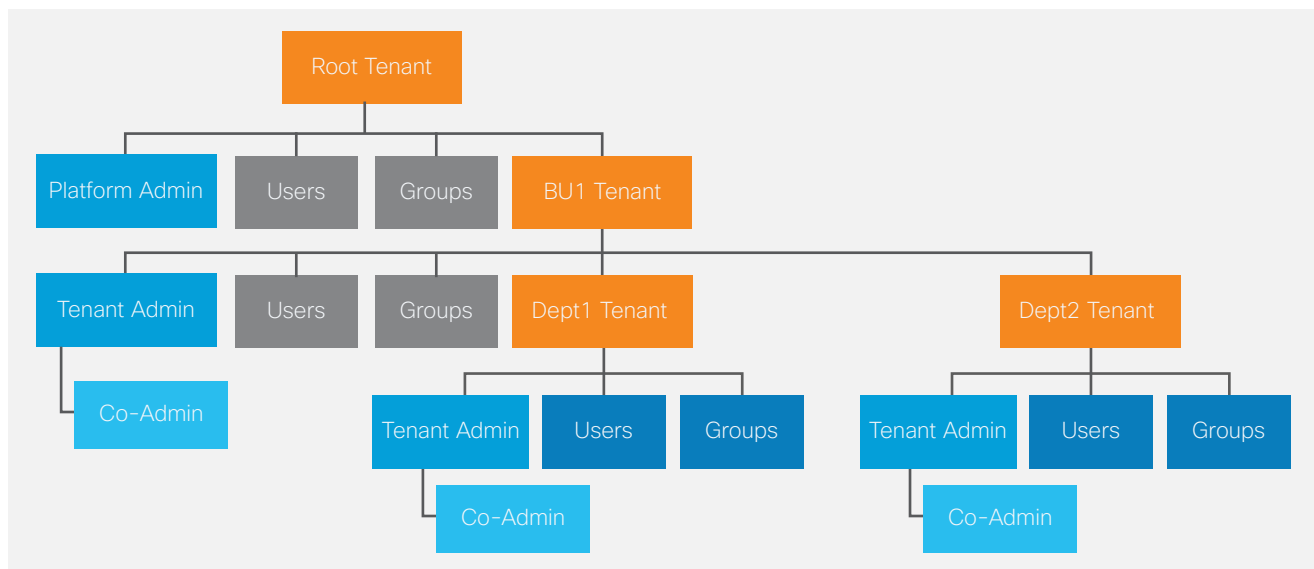 Root Tenant
Platform Admin
Users
Groups
BU1 Tenant
Tenant Admin
Users
Groups
Dept1 Tenant
Dept2 Tenant
Co-Admin
Tenant Admin
Users
Groups
Tenant Admin
Users
Groups
Co-Admin
Co-Admin